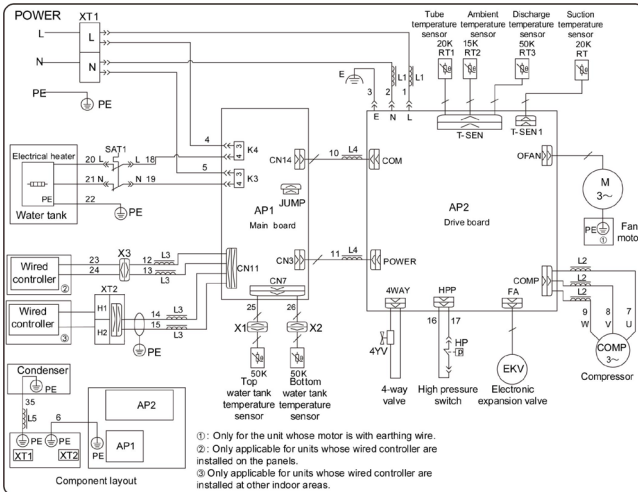 POWER
XT1
L
L
N
N
PE
PE
Tube
temperature
sensor
20K
RT1
Ambient
temperature
sensor
15K
RT2
Discharge
temperature
sensor
50K
RT3
Suction
temperature
sensor
20K
RT
E
3
2
1
L1
L1
E
N
L
T-SEN
T-SEN1
OFAN
M
3~
PE
①
Fan
motor
Electrical heater
PE
Water tank
SAT1
20
L
L
18
21
N
N
19
22
PE
4
5
4
3
K4
4
3
K3
CN14
10
L4
COM
JUMP
AP1
Main board
AP2
Drive board
CN3
11
L4
POWER
CN11
CN7
25
26
X1
X2
50K
50K
Top
water tank
temperature
sensor
Bottom
water tank
temperature
sensor
Wired
controller
②
23
24
X3
12
13
L3
L3
Wired
controller
③
XT2
H1
H2
14
15
L3
L3
PE
4WAY
HPP
FA
COMP
4YV
16
17
HP
P
EKV
4-way
valve
High pressure
switch
Electronic
expansion valve
L2
L2
L2
9
8
7
W
V
U
COMP
3~
Compressor
Condenser
PE
35
L5
6
PE
PE
PE
XT1
XT2
AP2
AP1
Component layout
①: Only for the unit whose motor is with earthing wire.
②: Only applicable for units whose wired controller are
installed on the panels.
③ Only applicable for units whose wired controller are
installed at other indoor areas.